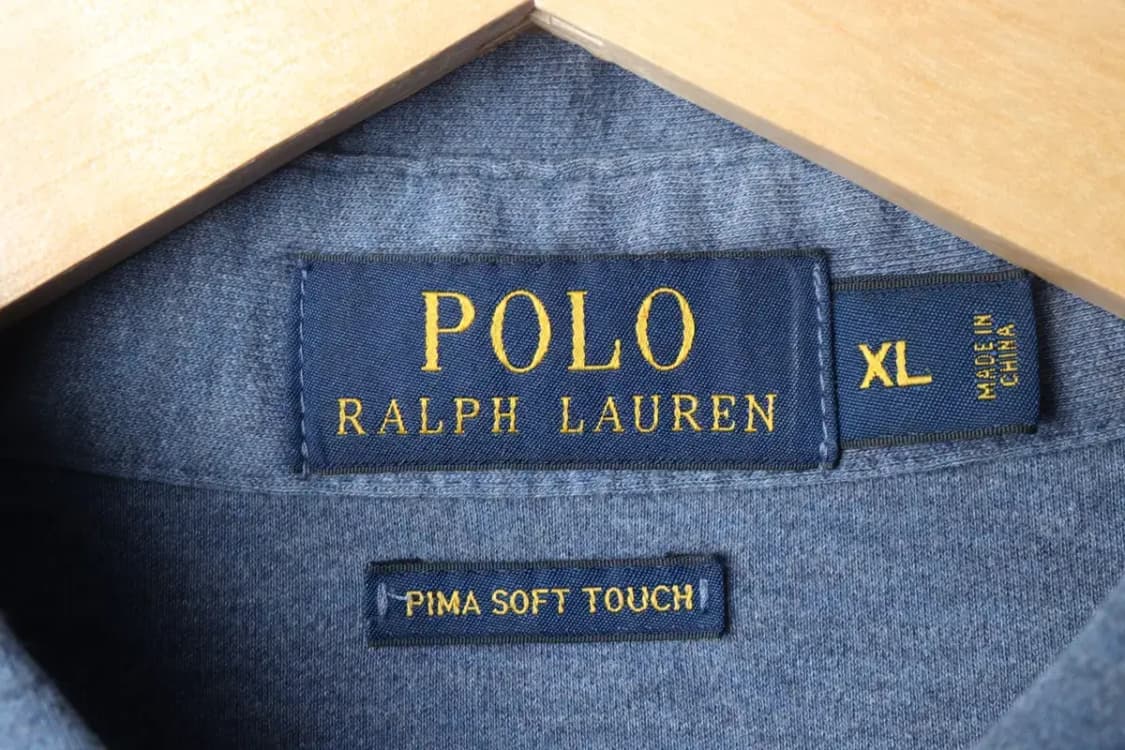 POLO
RALPH LAUREN
XL
MADE IN
CHINA
PIMA SOFT TOUCH